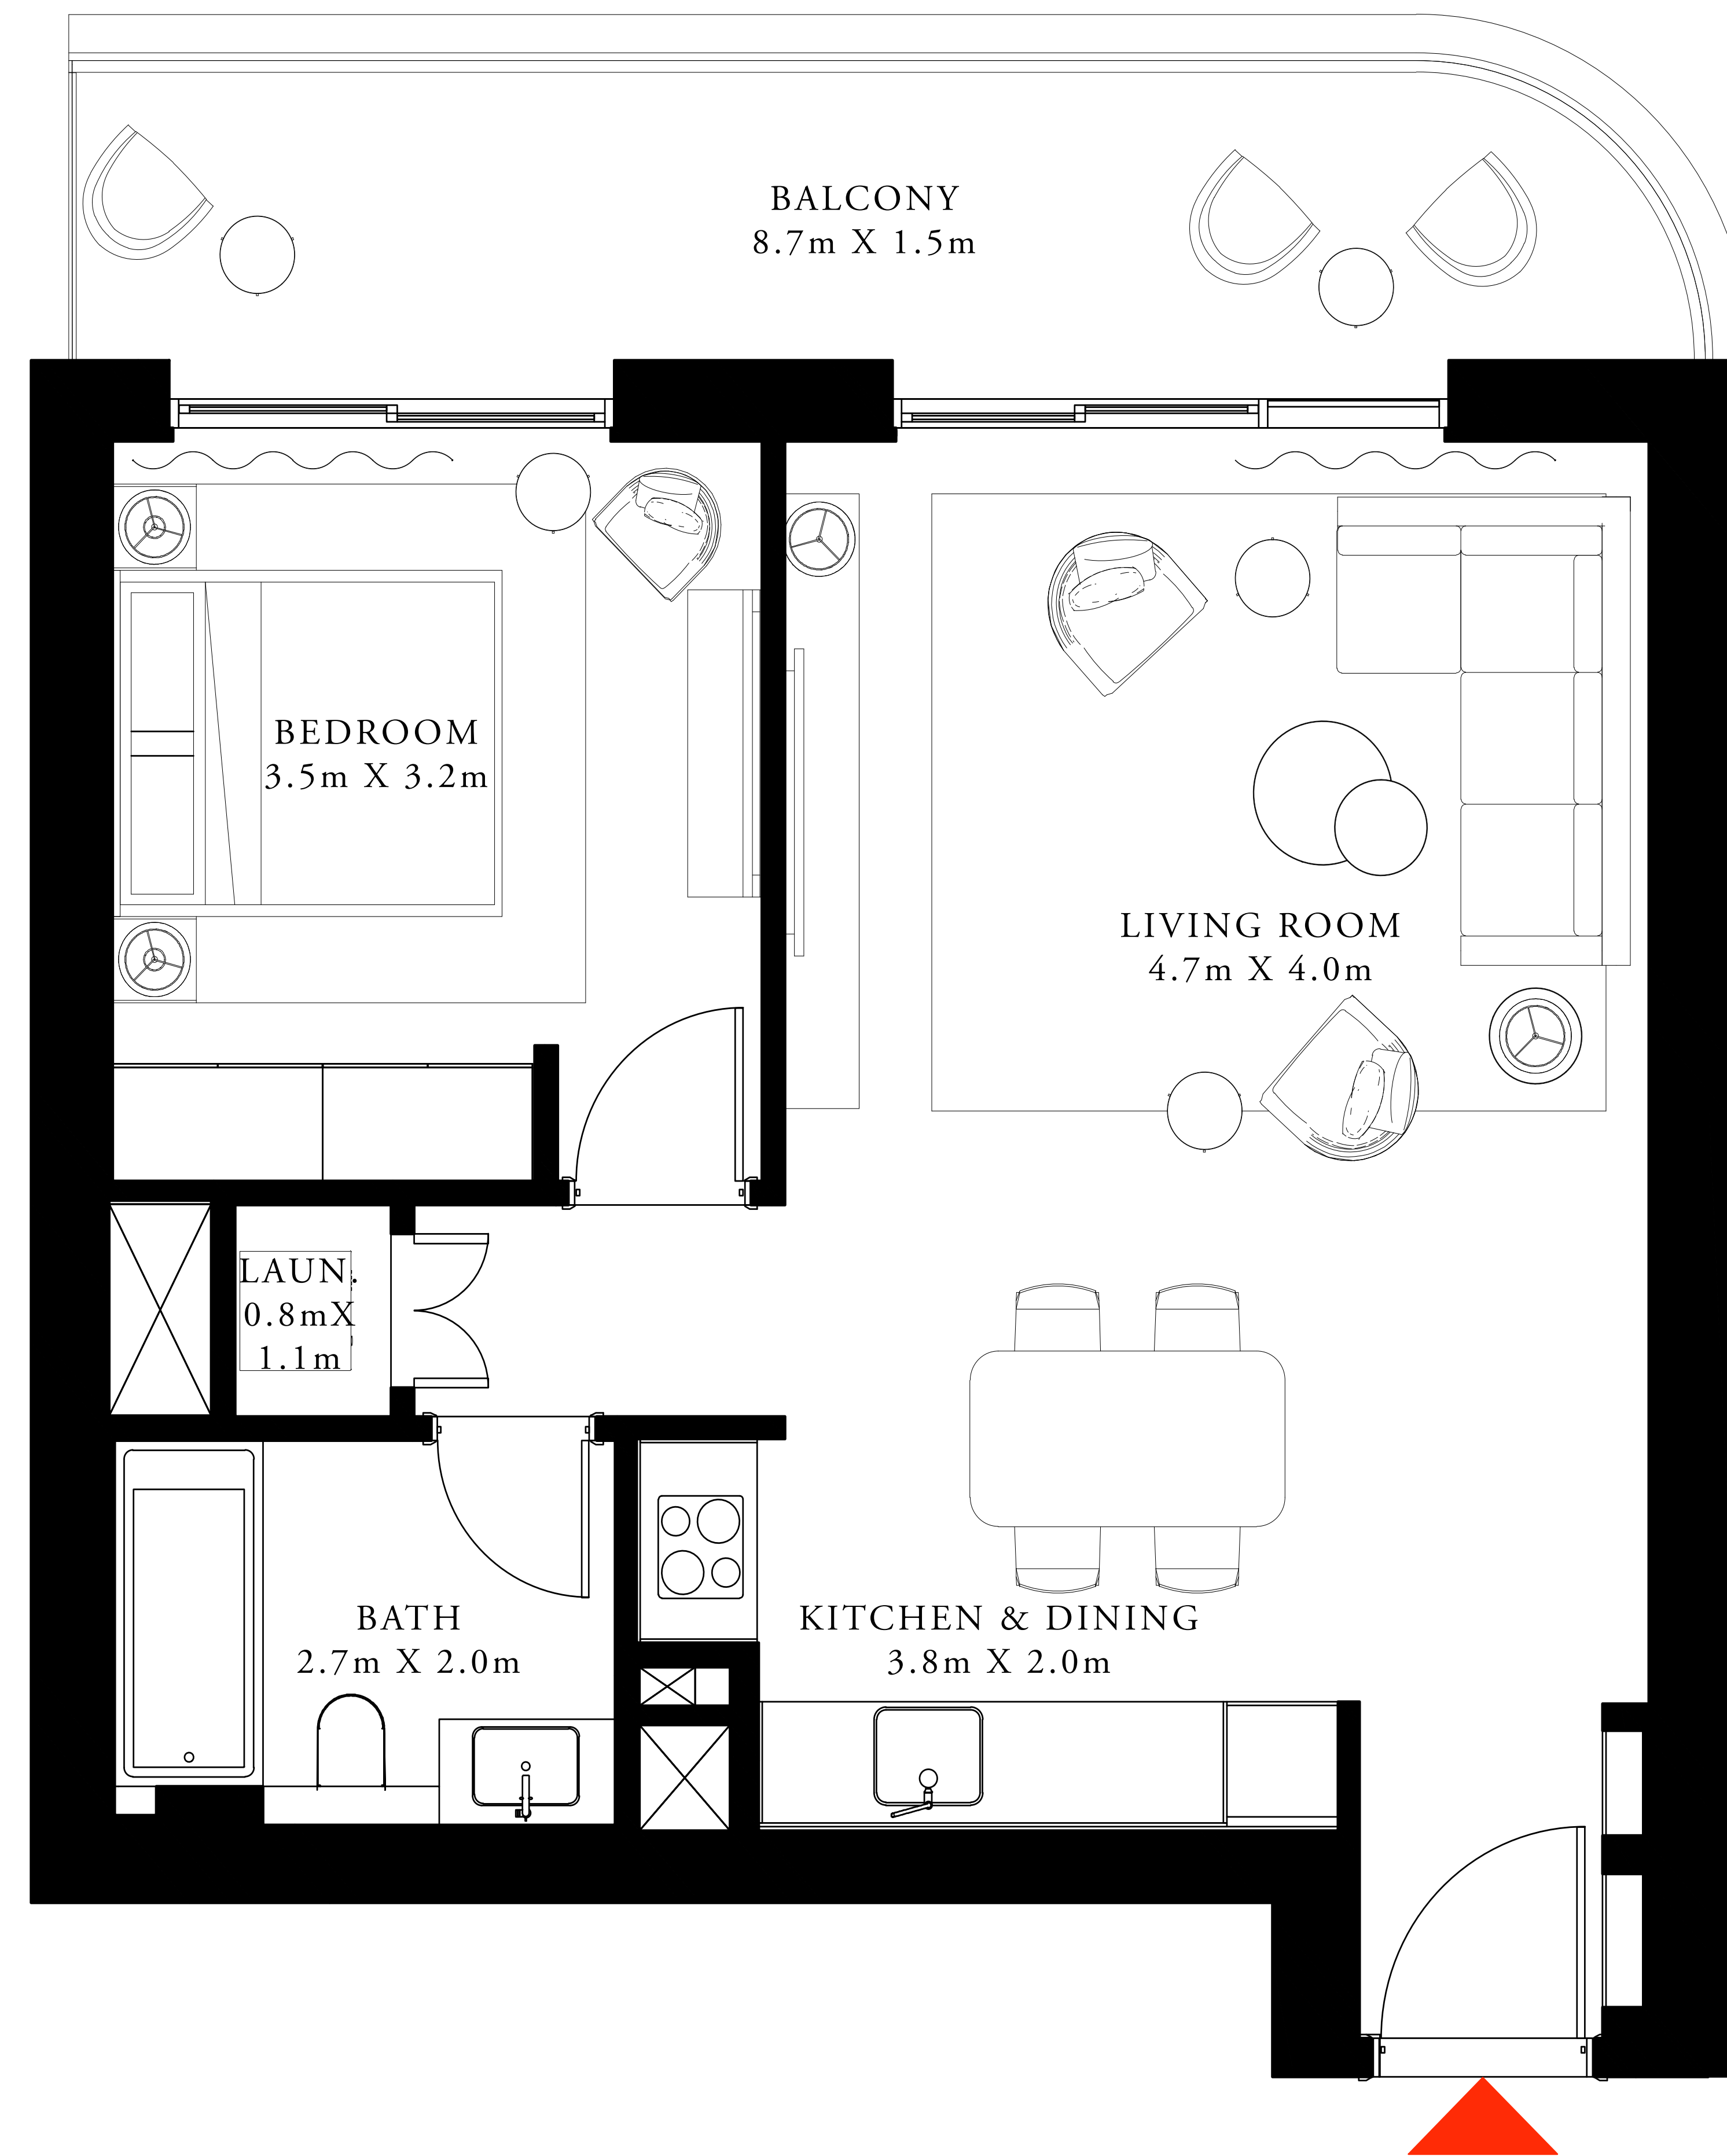 BALCONY
8.7m X 1.5m
BEDROOM
3.5m X 3.2m
LIVING ROOM
4.7m X 4.0m
LAUN.
0.8mX
1.1m
BATH
2.7m X 2.0m
KITCHEN & DINING
3.8m X 2.0m